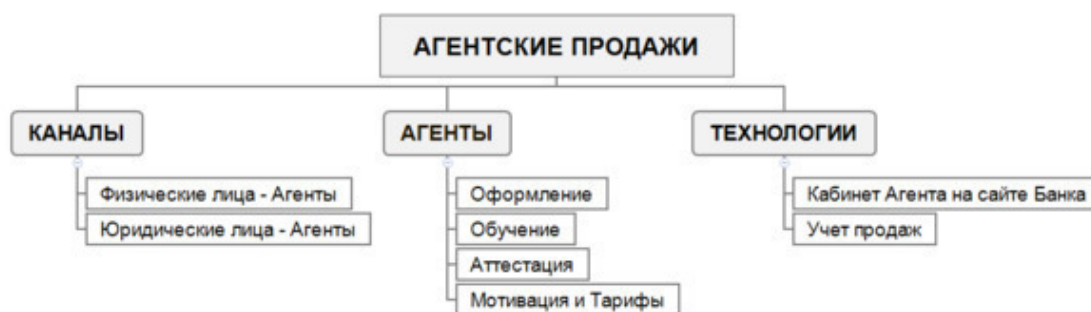 АГЕНТСКИЕ ПРОДАЖИ
КАНАЛЫ
Физические лица - Агенты
Юридические лица - Агенты
АГЕНТЫ
Оформление
Обучение
Аттестация
Мотивация и Тарифы
ТЕХНОЛОГИИ
Кабинет Агента на сайте Банка
Учет продаж